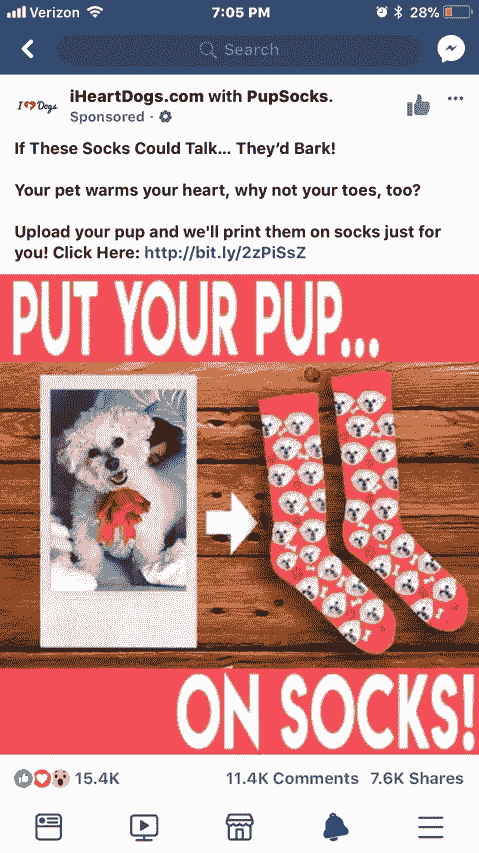 Verizon 7:05 PM 28%
Search
I Dogs
iHeartDogs.com with PupSocks.
Sponsored ·
If These Socks Could Talk... They'd Bark!
Your pet warms your heart, why not your toes, too?
Upload your pup and we'll print them on socks just for
you! Click Here: http://bit.ly/2zPiSsZ
PUT YOUR PUP...
ON SOCKS!
15.4K 11.4K Comments 7.6K Shares